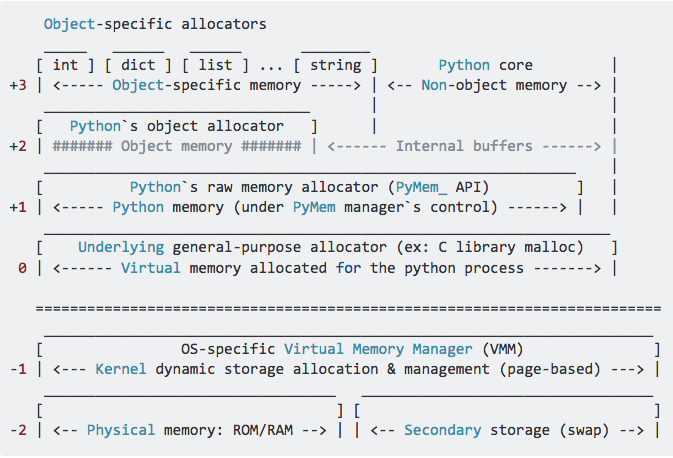 Object-specific allocators
_____   ______   ______          ________
[ int ] [ dict ] [ list ] ... [ string ]       Python core         |
+3 | <----- Object-specific memory -----> | <-- Non-object memory --> |
_______________________________       |                           |
[   Python`s object allocator   ]      |                           |
+2 | ####### Object memory ####### | <------ Internal buffers ------> |
______________________________________________________________    |
[          Python`s raw memory allocator (PyMem_ API)          ]   |
+1 | <----- Python memory (under PyMem manager`s control) ------> |   |
__________________________________________________________________
[    Underlying general-purpose allocator (ex: C library malloc)   ]
0 | <------ Virtual memory allocated for the python process -------> |
=========================================================================
_______________________________________________________________________
[                OS-specific Virtual Memory Manager (VMM)               ]
-1 | <--- Kernel dynamic storage allocation & management (page-based) ---> |
__________________________________   __________________________________
[                                  ] [                                  ]
-2 | <-- Physical memory: ROM/RAM --> | | <-- Secondary storage (swap) --> |